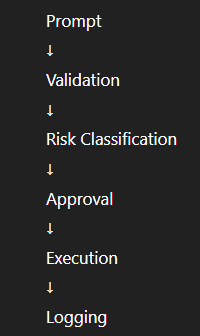 Prompt
↓
Validation
↓
Risk Classification
↓
Approval
↓
Execution
↓
Logging